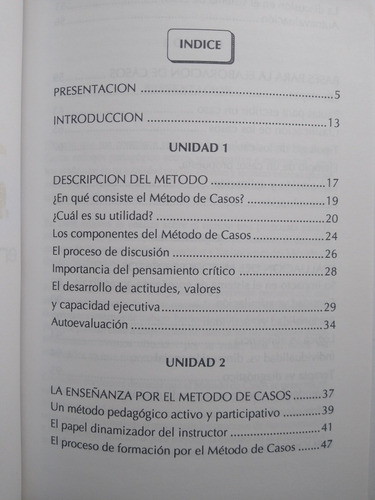 INDICE
PRESENTACION ........................................ 5
INTRODUCCION ...................................... 13
UNIDAD 1
DESCRIPCION DEL METODO ........................ 17
¿En qué consiste el Método de Casos? ................ 19
¿Cuál es su utilidad? ................................... 20
Los componentes del Método de Casos .............. 24
El proceso de discusión ................................ 26
Importancia del pensamiento crítico ................. 28
El desarrollo de actitudes, valores
y capacidad ejecutiva .................................. 29
Autoevaluación ......................................... 34
UNIDAD 2
LA ENSEÑANZA POR EL METODO DE CASOS ...... 37
Un método pedagógico activo y participativo ....... 39
El papel dinamizador del instructor .................. 41
El proceso de formación por el Método de Casos ... 47